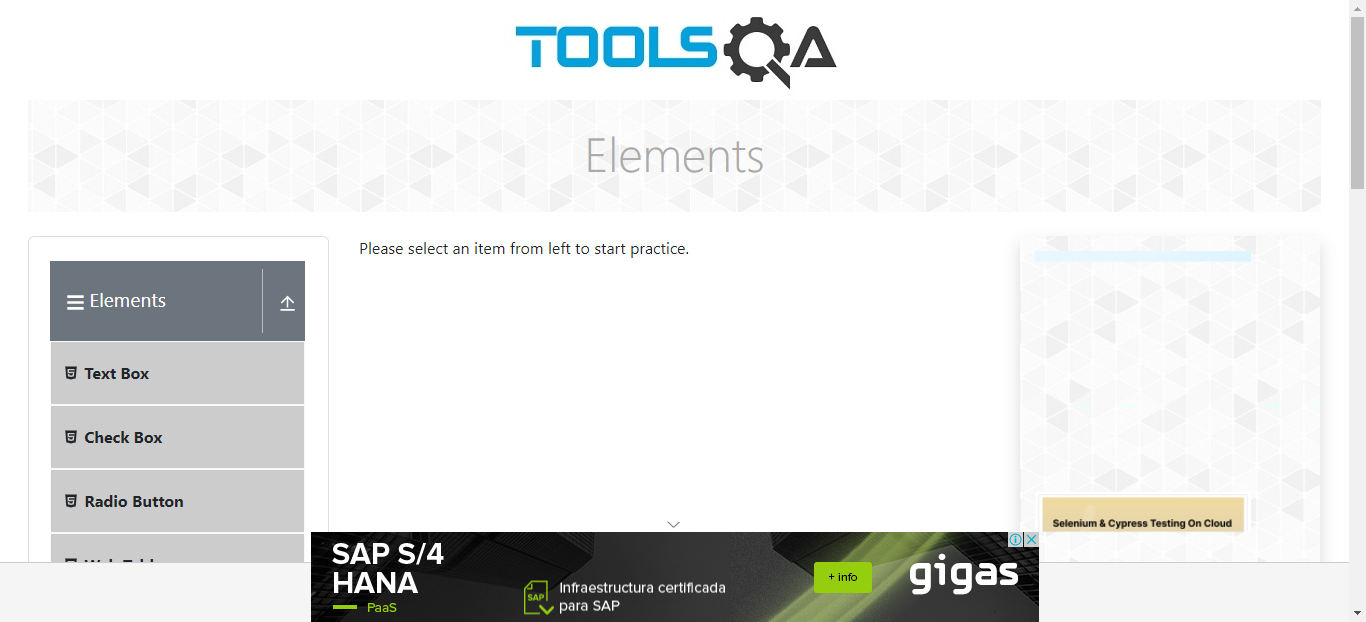 TOOLSQA
Elements
Elements
Please select an item from left to start practice.
Text Box
Check Box
Radio Button
Selenium & Cypress Testing On Cloud
SAP S/4
HANA
PaaS
SAP
Infraestructura certificada
para SAP
+ info
gigas